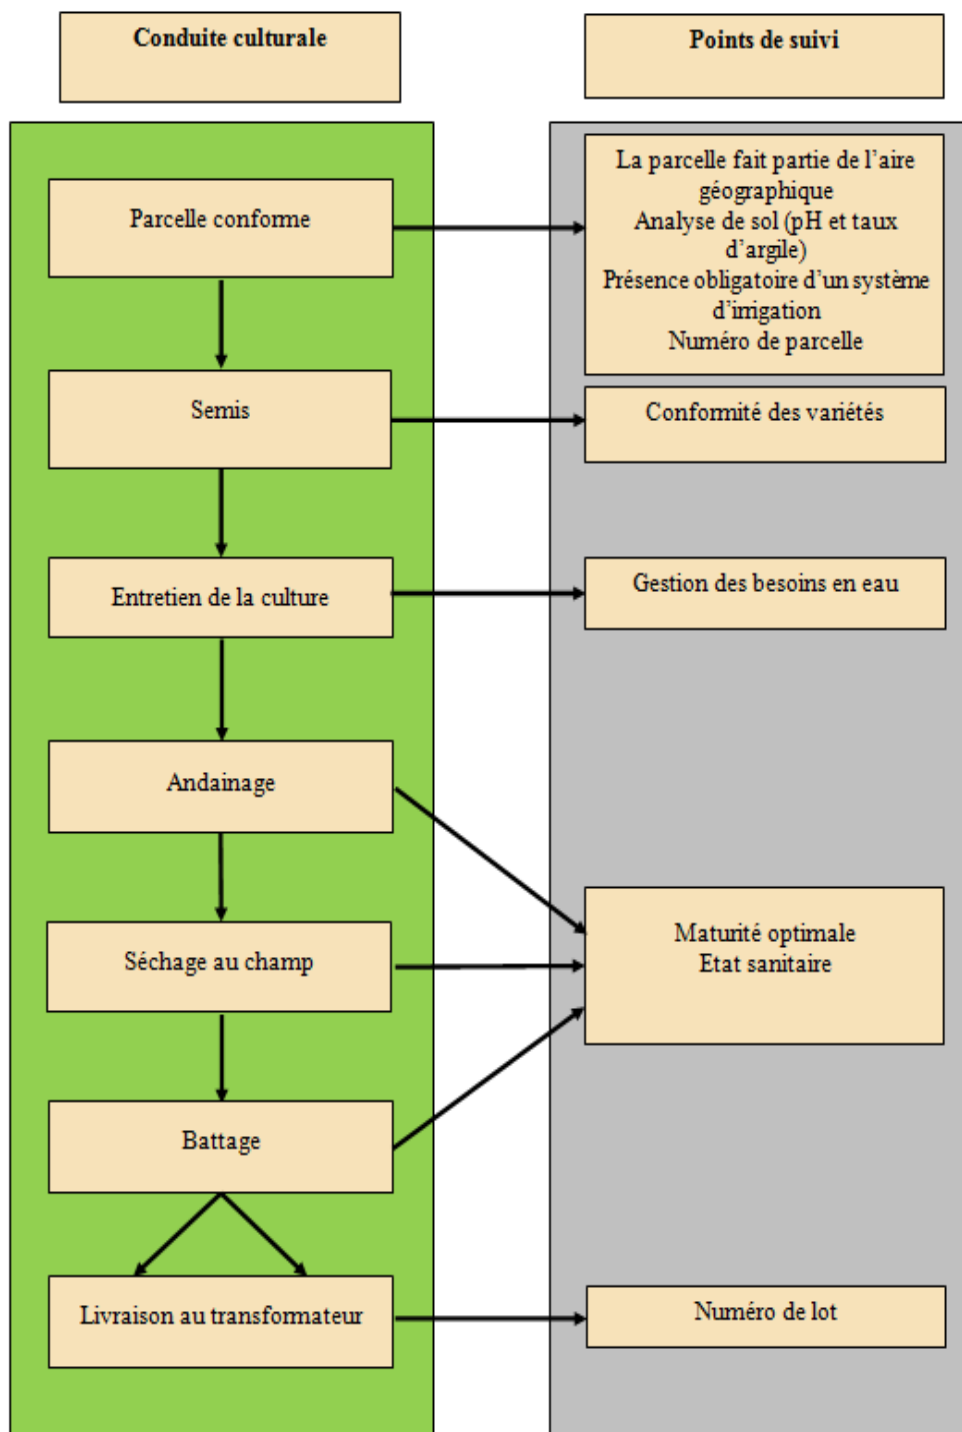 Conduite culturale
Points de suivi
Parcelle conforme
La parcelle fait partie de l'aire
géographique
Analyse de sol (pH et taux
d'argile)
Présence obligatoire d'un système
d'irrigation
Numéro de parcelle
Semis
Conformité des variétés
Entretien de la culture
Gestion des besoins en eau
Andainage
Séchage au champ
Maturité optimale
Etat sanitaire
Battage
Livraison au transformateur
Numéro de lot